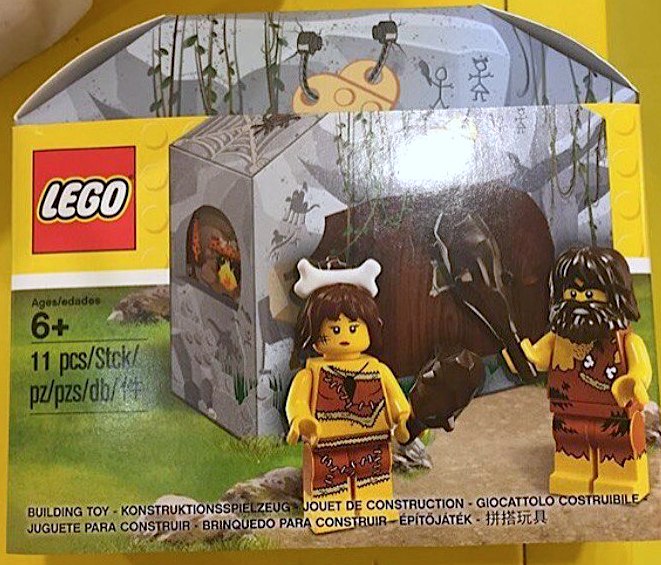 LEGO
Ages/edades
6+
11 pcs/Stck/
pz/pzs/db/件
BUILDING TOY - KONSTRUKTIONSSPIELZEUG - JOUET DE CONSTRUCTION - GIOCATTOLO COSTRUIBILE
JUGUETE PARA CONSTRUIR - BRINQUEDO PARA CONSTRUIR - ÉPÍTŐJÁTÉK - 拼搭玩具